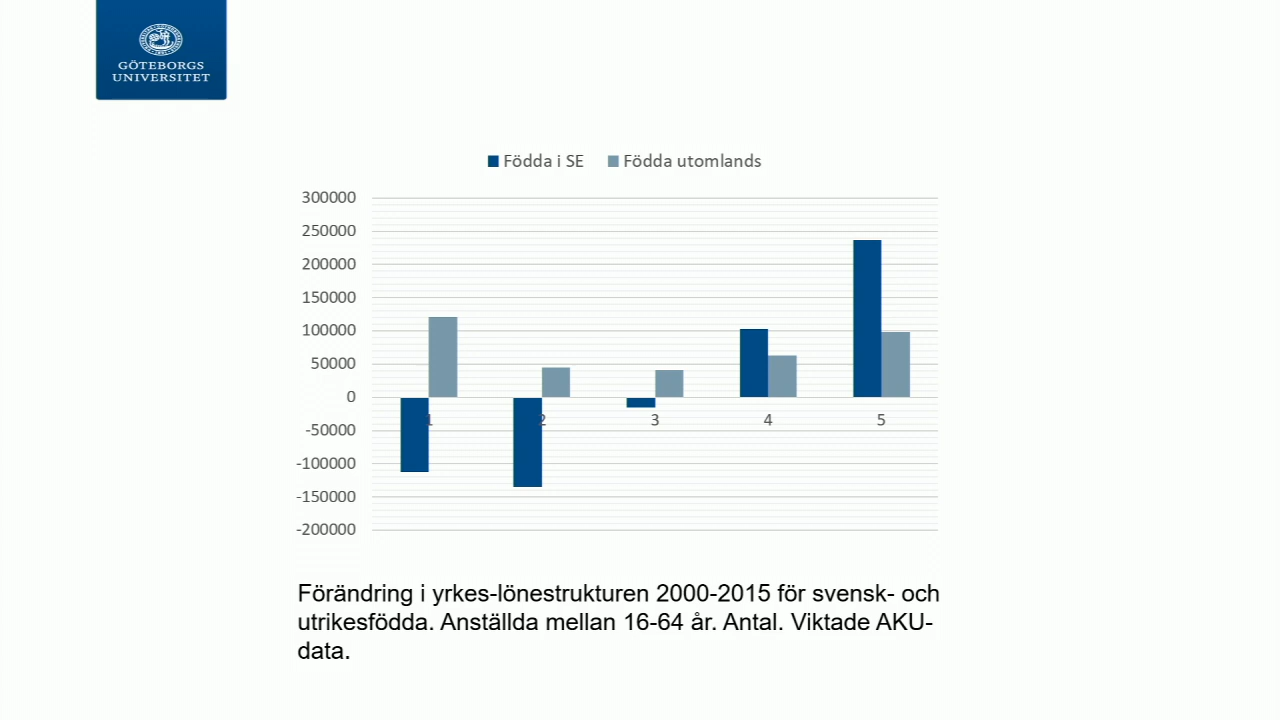 GÖTEBORGS
UNIVERSITET
Födda i SE Födda utomlands
300000
250000
200000
150000
100000
50000
0
-50000
-100000
-150000
-200000
1 2 3 4 5
Förändring i yrkes-lönestrukturen 2000-2015 för svensk- och
utrikesfödda. Anställda mellan 16-64 år. Antal. Viktade AKU-
data.